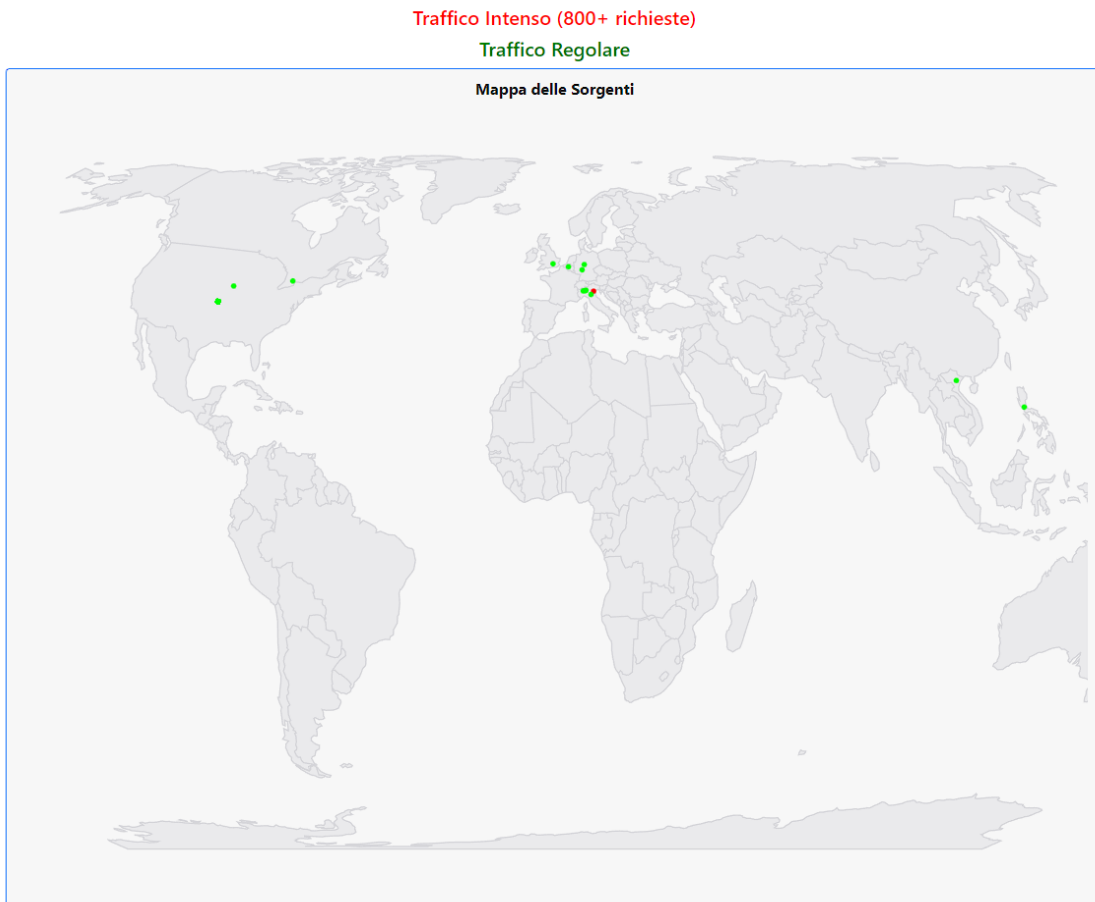 Traffico Intenso (800+ richieste)
Traffico Regolare
Mappa delle Sorgenti